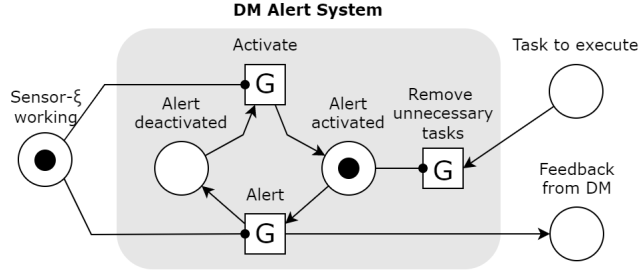 DM Alert System
Activate
Task to execute
G
Sensor-ξ
working
Alert
deactivated
Alert
activated
Remove
unnecessary
tasks
G
Feedback
from DM
Alert
G